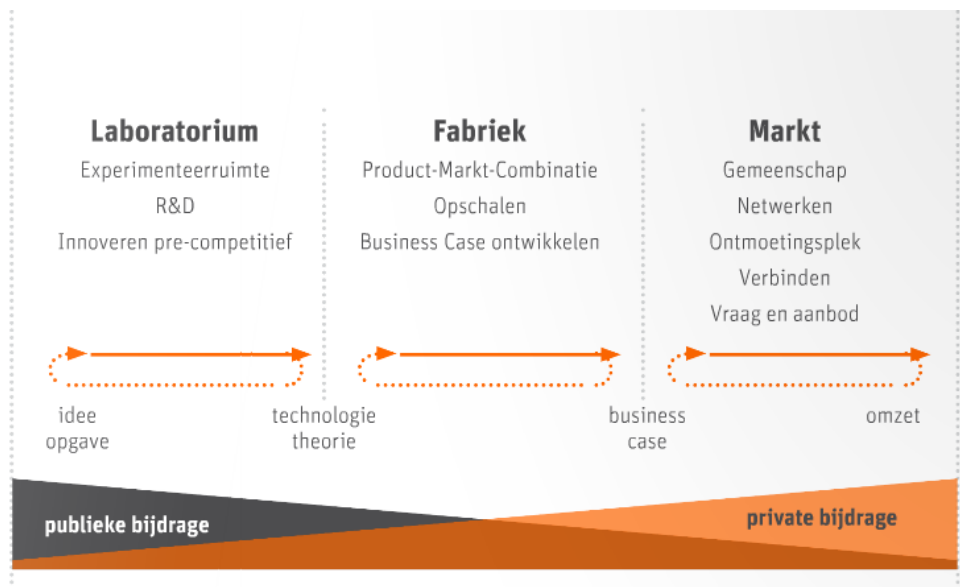 Laboratorium
Experimenteerruimte
R&D
Innoveren pre-competitief
Fabriek
Product-Markt-Combinatie
Opschalen
Business Case ontwikkelen
Markt
Gemeenschap
Netwerken
Ontmoetingsplek
Verbinden
Vraag en aanbod
idee
opgave
technologie
theorie
business
case
omzet
publieke bijdrage
private bijdrage